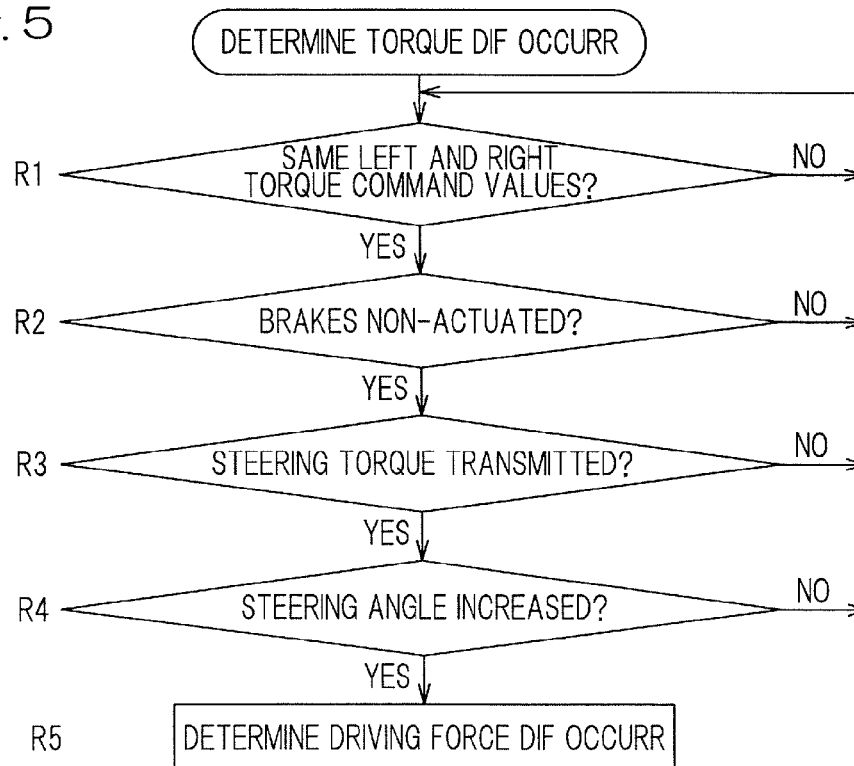 . 5
DETERMINE TORQUE DIF OCCURR
R1
SAME LEFT AND RIGHT
TORQUE COMMAND VALUES?
NO
YES
R2
BRAKES NON-ACTUATED?
NO
YES
R3
STEERING TORQUE TRANSMITTED?
NO
YES
R4
STEERING ANGLE INCREASED?
NO
YES
R5
DETERMINE DRIVING FORCE DIF OCCURR